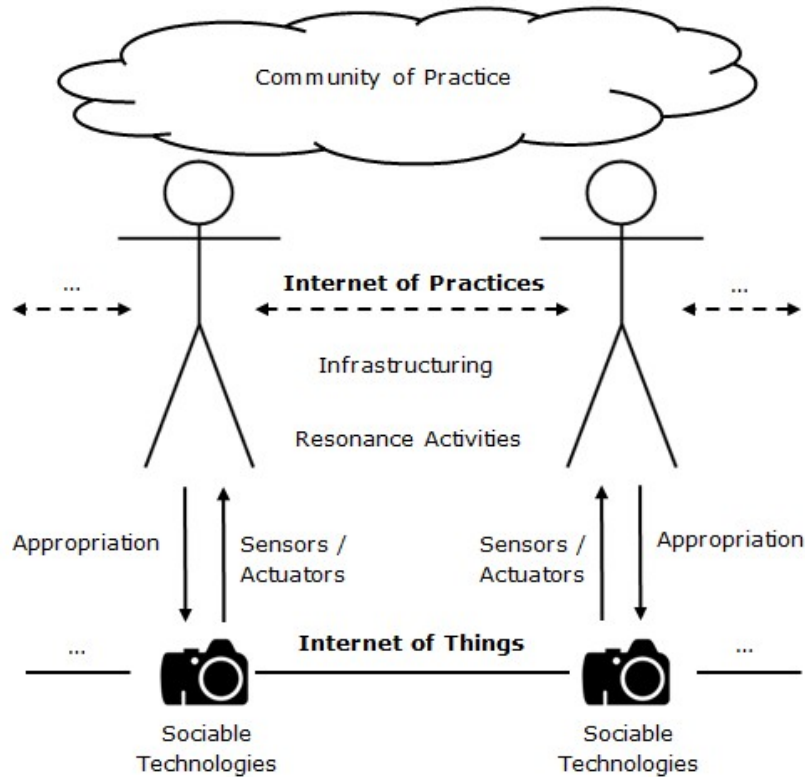 Community of Practice
...
Internet of Practices
...
Infrastructuring
Resonance Activities
Appropriation
Sensors /
Actuators
Sensors /
Actuators
Appropriation
...
Internet of Things
...
Sociable
Technologies
Sociable
Technologies